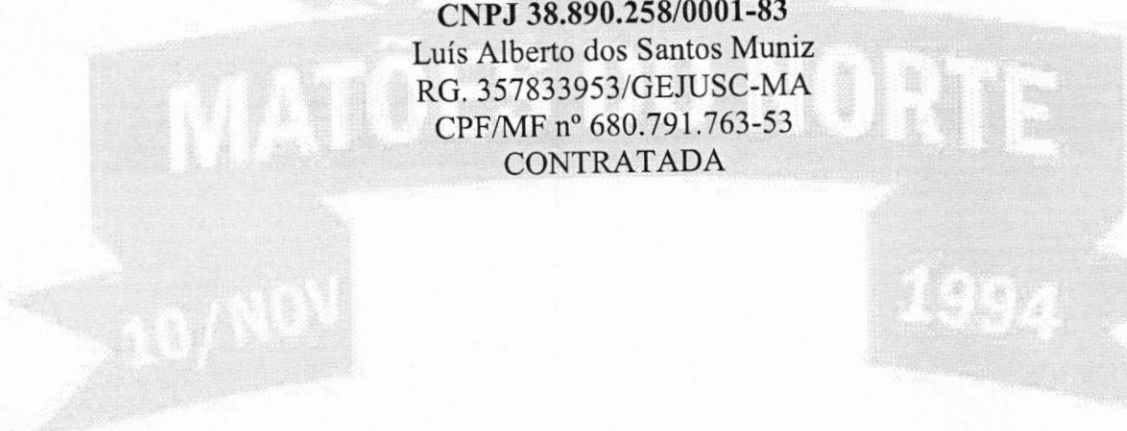 CNPJ 38.890.258/0001-83
Luís Alberto dos Santos Muniz
RG. 357833953/GEJUSC-MA
CPF/MF nº 680.791.763-53
CONTRATADA
10/NOV
1994